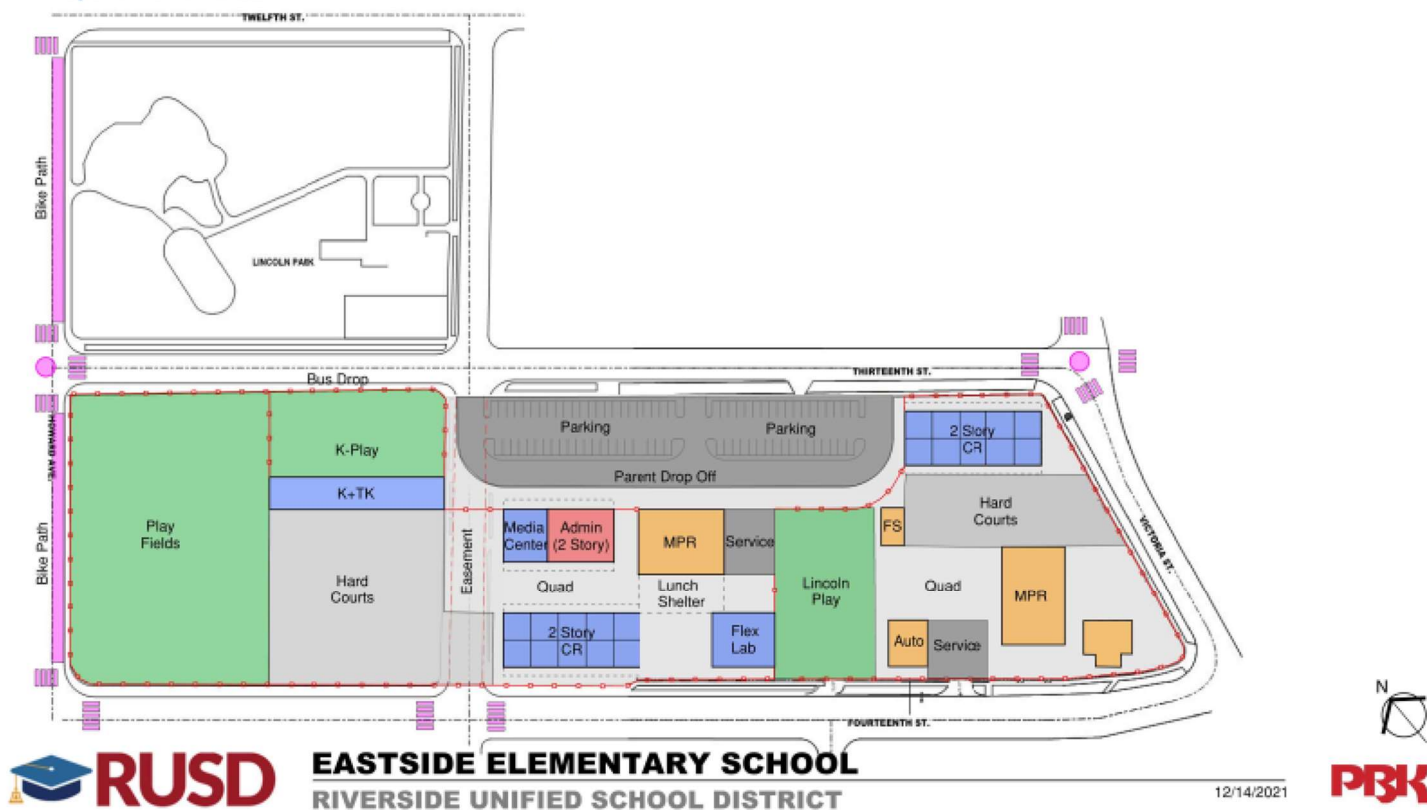 TWELFTH ST.
Bike Path
LINCOLN PARK
THIRTEENTH ST.
Bus Drop
HOWARD AVE.
Parking
Parking
Parent Drop Off
2 Story
CR
K-Play
K+TK
Play
Fields
Hard
Courts
Bike Path
Easement
Media
Center
Admin
(2 Story)
MPR
Service
Quad
Lunch
Shelter
2 Story
CR
Flex
Lab
Lincoln
Play
FS
Hard
Courts
Quad
MPR
Auto
Service
VICTORIA ST.
FOURTEENTH ST.
N
RUSD
EASTSIDE ELEMENTARY SCHOOL
RIVERSIDE UNIFIED SCHOOL DISTRICT
12/14/2021
PBK